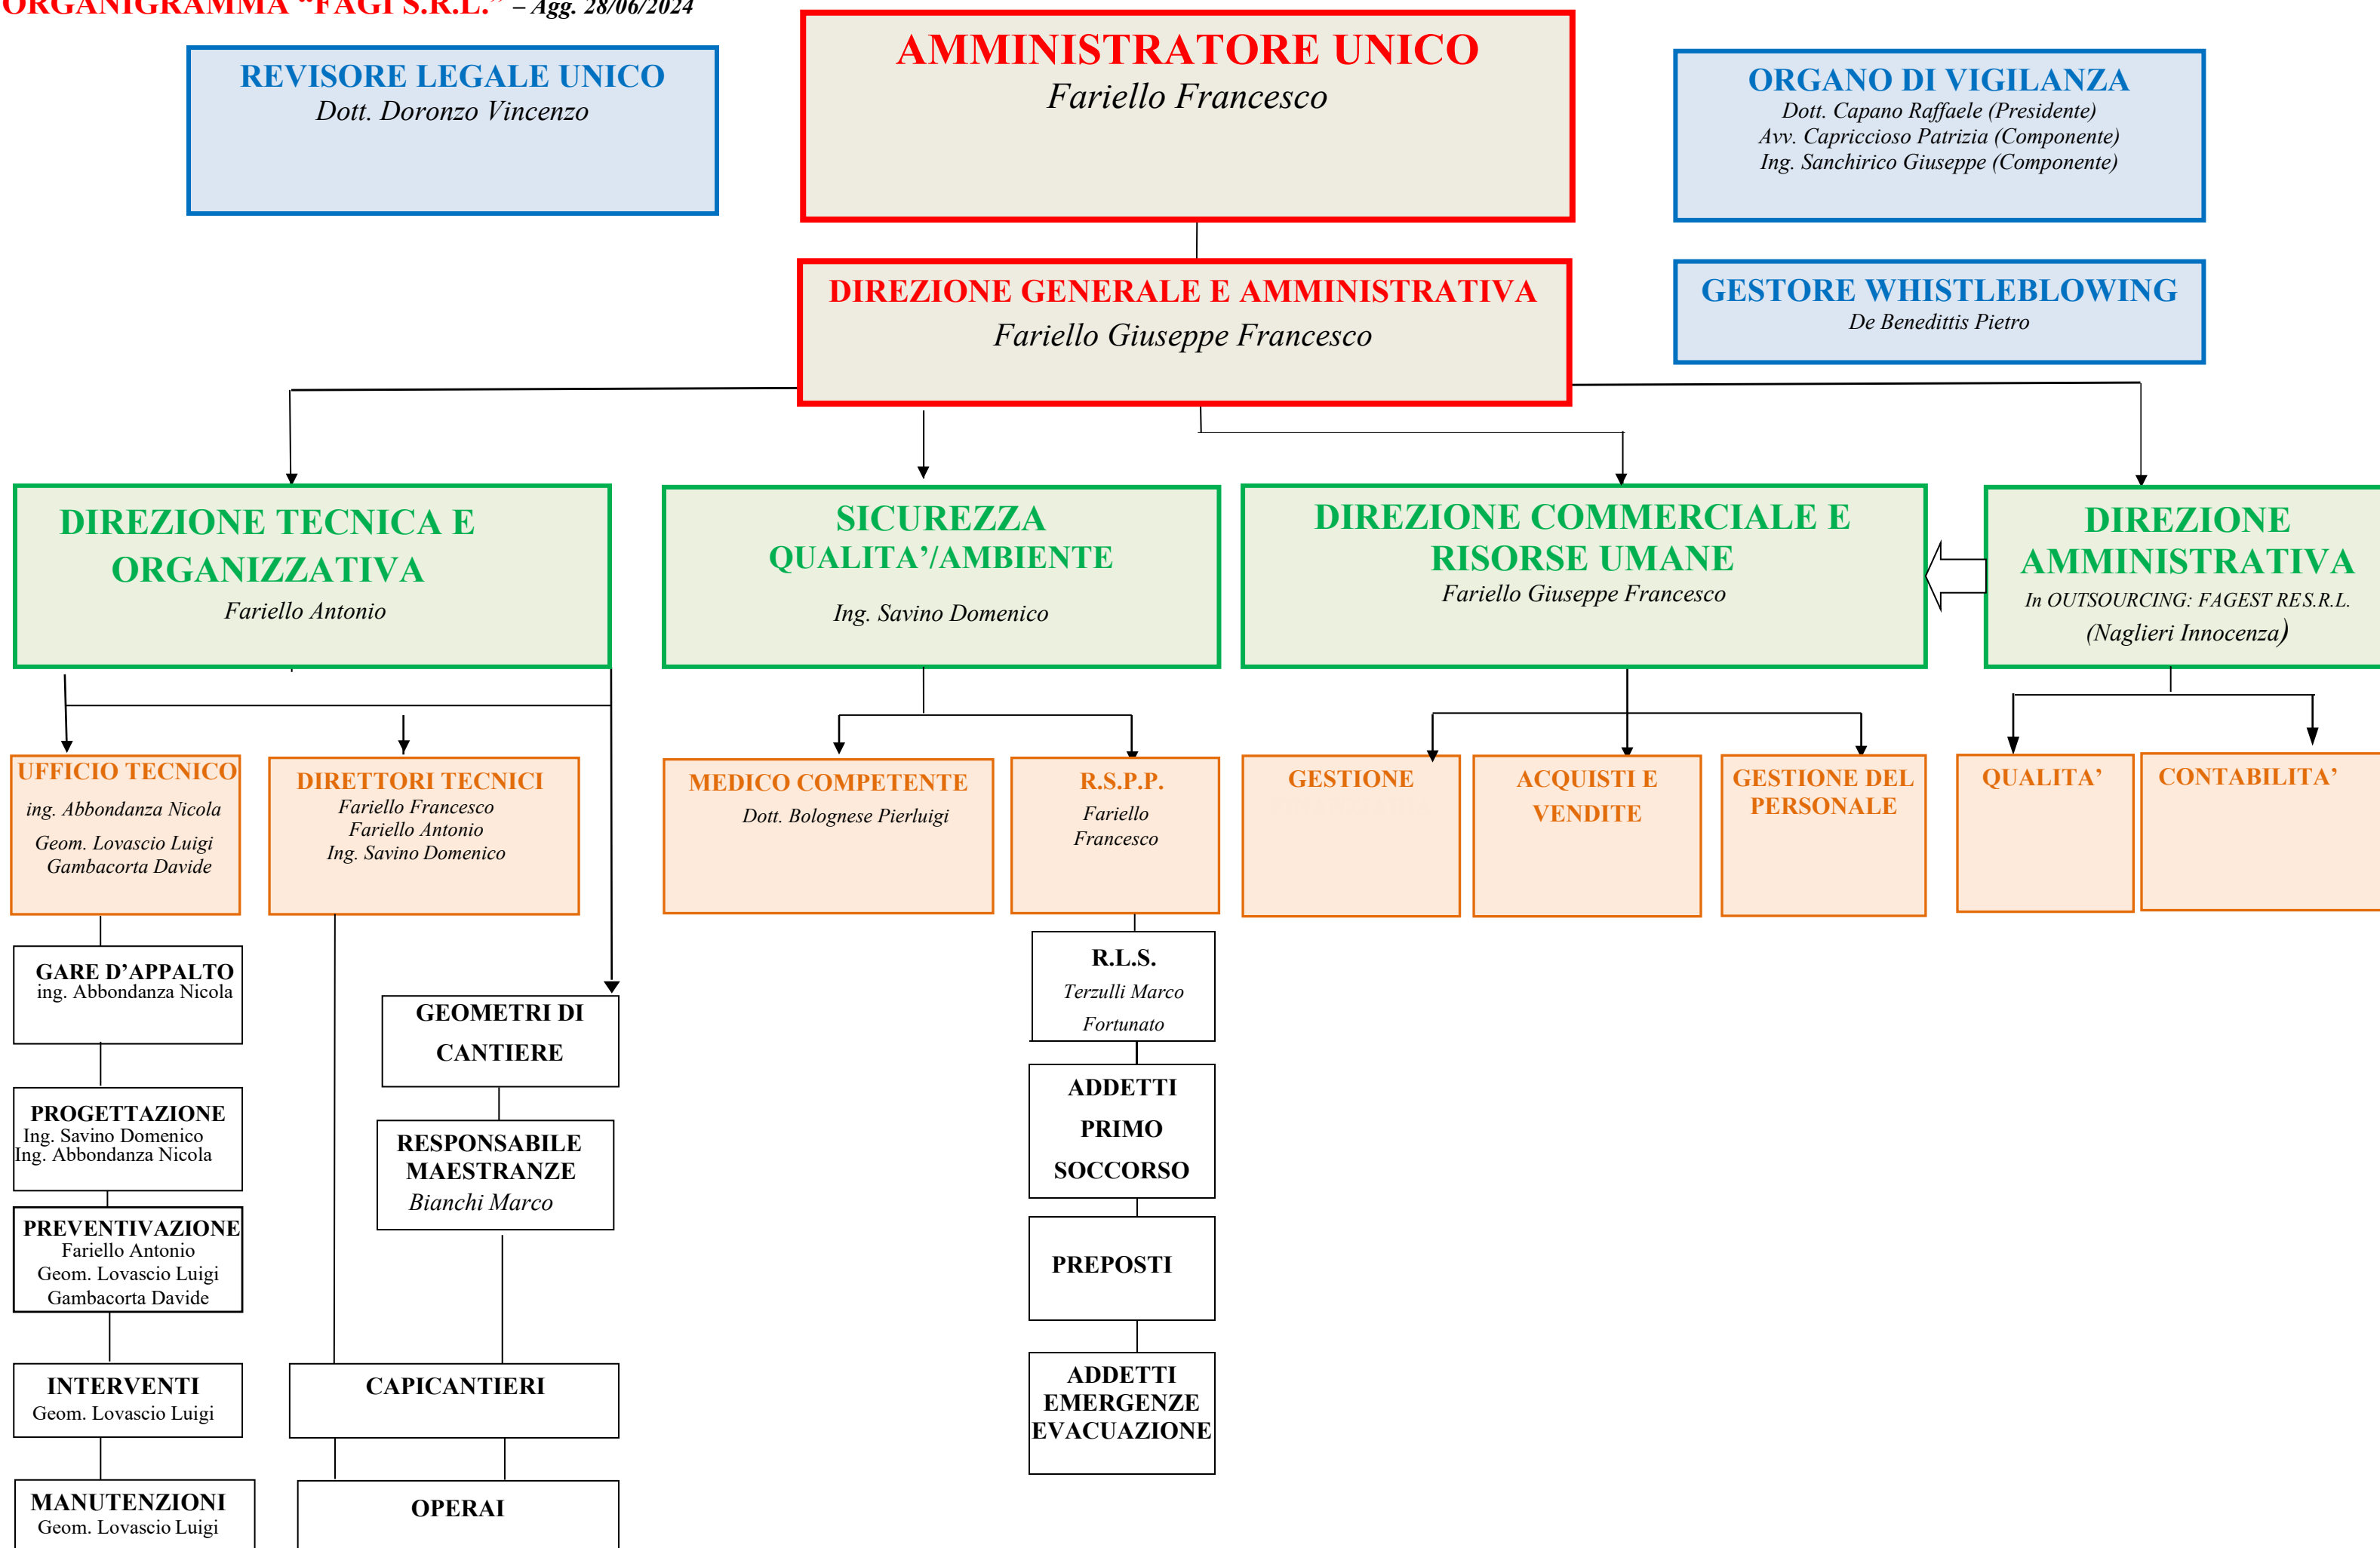 ORGANIGRAMMA “FAGI S.R.L.” – Agg. 28/06/2024
REVISORE LEGALE UNICO
Dott. Doronzo Vincenzo
AMMINISTRATORE UNICO
Fariello Francesco
ORGANO DI VIGILANZA
Dott. Capano Raffaele (Presidente)
Avv. Capriccioso Patrizia (Componente)
Ing. Sanchirico Giuseppe (Componente)
DIREZIONE GENERALE E AMMINISTRATIVA
Fariello Giuseppe Francesco
GESTORE WHISTLEBLOWING
De Benedittis Pietro
DIREZIONE TECNICA E
ORGANIZZATIVA
Fariello Antonio
SICUREZZA
QUALITA’/AMBIENTE
Ing. Savino Domenico
DIREZIONE COMMERCIALE E
RISORSE UMANE
Fariello Giuseppe Francesco
DIREZIONE
AMMINISTRATIVA
In OUTSOURCING: FAGEST RE S.R.L.
(Naglieri Innocenza)
UFFICIO TECNICO
ing. Abbondanza Nicola
Geom. Lovascio Luigi
Gambacorta Davide
DIRETTORI TECNICI
Fariello Francesco
Fariello Antonio
Ing. Savino Domenico
MEDICO COMPETENTE
Dott. Bolognese Pierluigi
R.S.P.P.
Fariello
Francesco
GESTIONE
ACQUISTI E
VENDITE
GESTIONE DEL
PERSONALE
QUALITA’
CONTABILITA’
GARE D’APPALTO
ing. Abbondanza Nicola
PROGETTAZIONE
Ing. Savino Domenico
Ing. Abbondanza Nicola
PREVENTIVAZIONE
Fariello Antonio
Geom. Lovascio Luigi
Gambacorta Davide
INTERVENTI
Geom. Lovascio Luigi
MANUTENZIONI
Geom. Lovascio Luigi
GEOMETRI DI
CANTIERE
RESPONSABILE
MAESTRANZE
Bianchi Marco
CAPICANTIERI
OPERAI
R.L.S.
Terzulli Marco
Fortunato
ADDETTI
PRIMO
SOCCORSO
PREPOSTI
ADDETTI
EMERGENZE
EVACUAZIONE